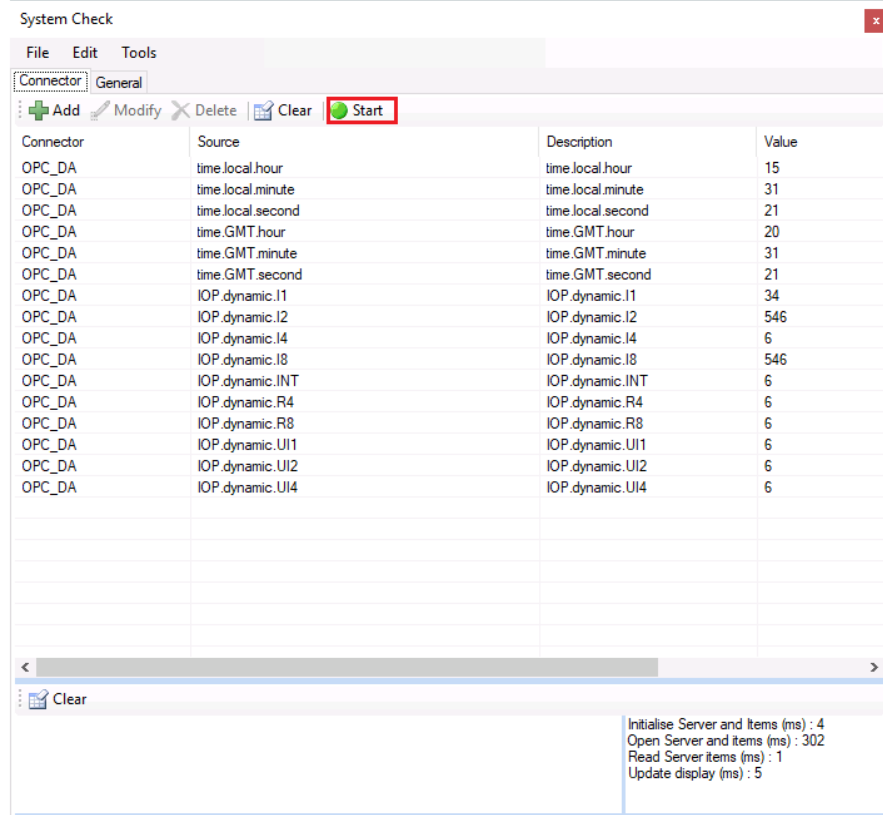 System Check x
File Edit Tools
Connector General
Add Modify Delete Clear Start
Connector Source Description Value
OPC_DA time.local.hour time.local.hour 15
OPC_DA time.local.minute time.local.minute 31
OPC_DA time.local.second time.local.second 21
OPC_DA time.GMT.hour time.GMT.hour 20
OPC_DA time.GMT.minute time.GMT.minute 31
OPC_DA time.GMT.second time.GMT.second 21
OPC_DA IOP.dynamic.I1 IOP.dynamic.I1 34
OPC_DA IOP.dynamic.I2 IOP.dynamic.I2 546
OPC_DA IOP.dynamic.I4 IOP.dynamic.I4 6
OPC_DA IOP.dynamic.I8 IOP.dynamic.I8 546
OPC_DA IOP.dynamic.INT IOP.dynamic.INT 6
OPC_DA IOP.dynamic.R4 IOP.dynamic.R4 6
OPC_DA IOP.dynamic.R8 IOP.dynamic.R8 6
OPC_DA IOP.dynamic.UI1 IOP.dynamic.UI1 6
OPC_DA IOP.dynamic.UI2 IOP.dynamic.UI2 6
OPC_DA IOP.dynamic.UI4 IOP.dynamic.UI4 6
Clear
Initialise Server and Items (ms) : 4
Open Server and items (ms) : 302
Read Server items (ms) : 1
Update display (ms) : 5